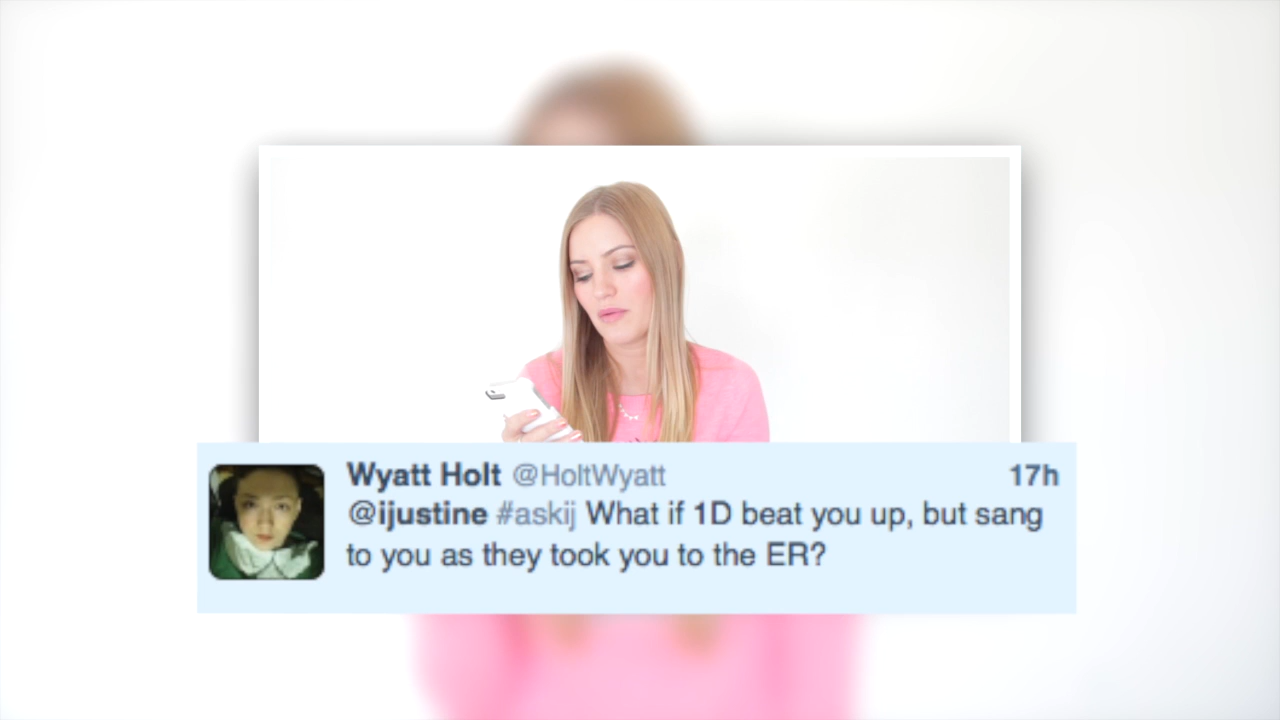 Wyatt Holt @HoltWyatt 17h
@ijustine #askij What if 1D beat you up, but sang
to you as they took you to the ER?